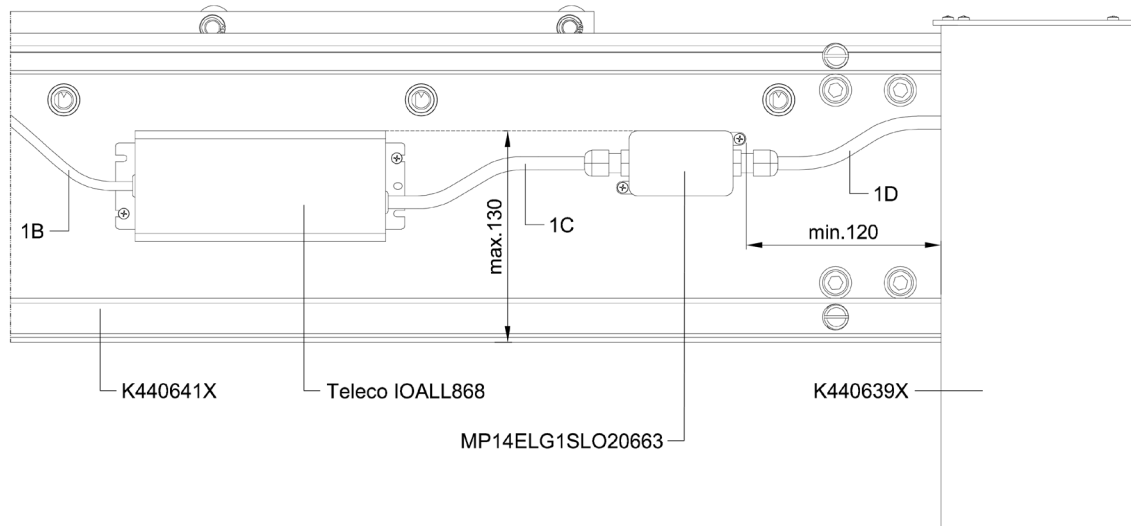 1B
1C
1D
max.130
min.120
K440641X
Teleco IOALL868
K440639X
MP14ELG1SLO20663